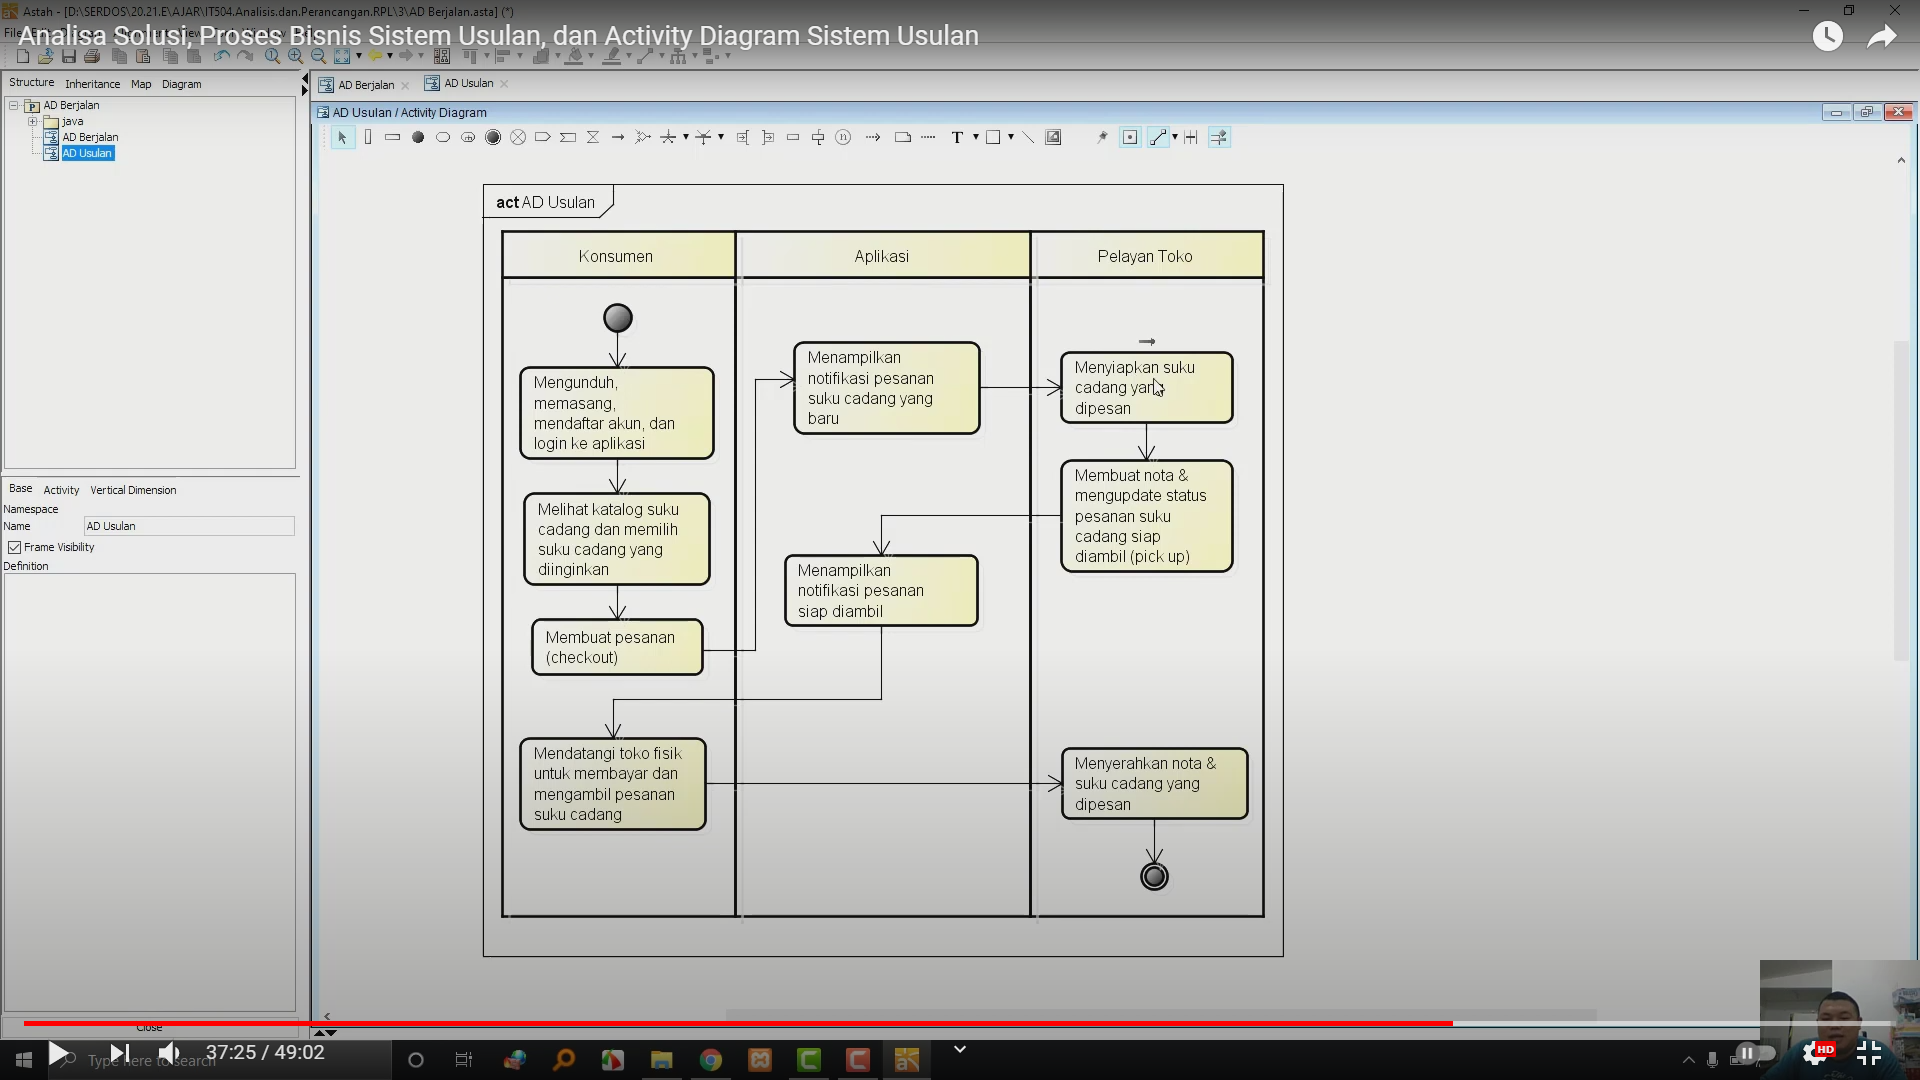 Astah - [D:\SERDOS\20.21.E\AJAR\IT504.Analisis.dan.Perancangan.RPL\3\AD Berjalan.asta] (*)
Analisa Solusi, Proses Bisnis Sistem Usulan, dan Activity Diagram Sistem Usulan
Structure Inheritance Map Diagram
AD Berjalan
java
AD Berjalan
AD Usulan
AD Berjalan AD Usulan
AD Usulan / Activity Diagram
act AD Usulan
Konsumen Aplikasi Pelayan Toko
Mengunduh,
memasang,
mendaftar akun, dan
login ke aplikasi
Melihat katalog suku
cadang dan memilih
suku cadang yang
diinginkan
Membuat pesanan
(checkout)
Menampilkan
notifikasi pesanan
suku cadang yang
baru
Menyiapkan suku
cadang yang
dipesan
Membuat nota &
mengupdate status
pesanan suku
cadang siap
diambil (pick up)
Menampilkan
notifikasi pesanan
siap diambil
Mendatangi toko fisik
untuk membayar dan
mengambil pesanan
suku cadang
Menyerahkan nota &
suku cadang yang
dipesan
Base Activity Vertical Dimension
Namespace
Name AD Usulan
Frame Visibility
Definition
Close
Type here to search
37:25 / 49:02
HD